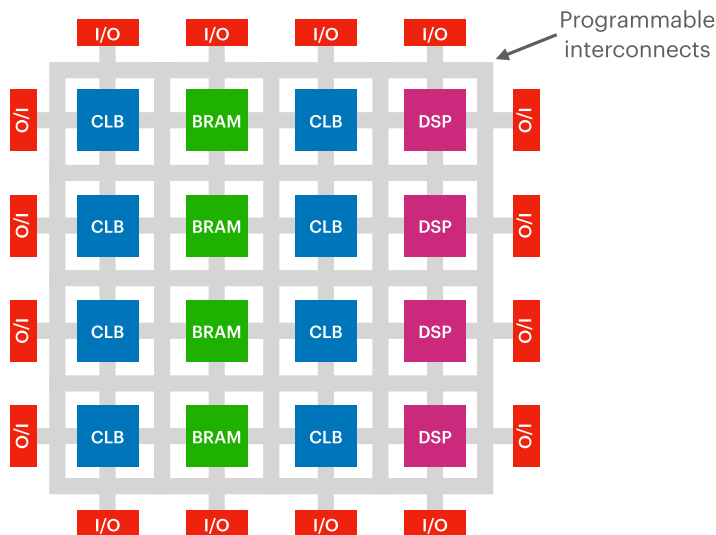 Programmable
interconnects
I/O I/O I/O I/O
I/O CLB BRAM CLB DSP I/O
I/O CLB BRAM CLB DSP I/O
I/O CLB BRAM CLB DSP I/O
I/O CLB BRAM CLB DSP I/O
I/O I/O I/O I/O